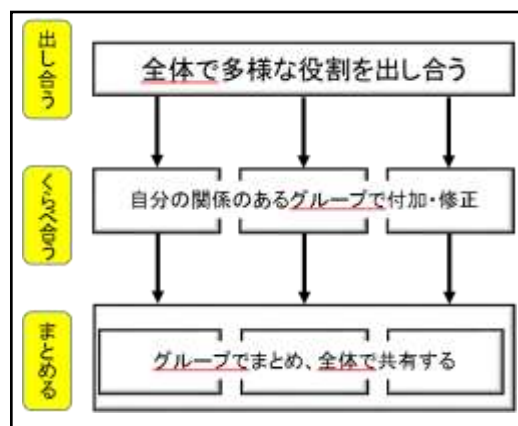 出し合う
全体で多様な役割を出し合う
くらべ合う
自分の関係のあるグループで付加・修正
まとめる
グループでまとめ、全体で共有する